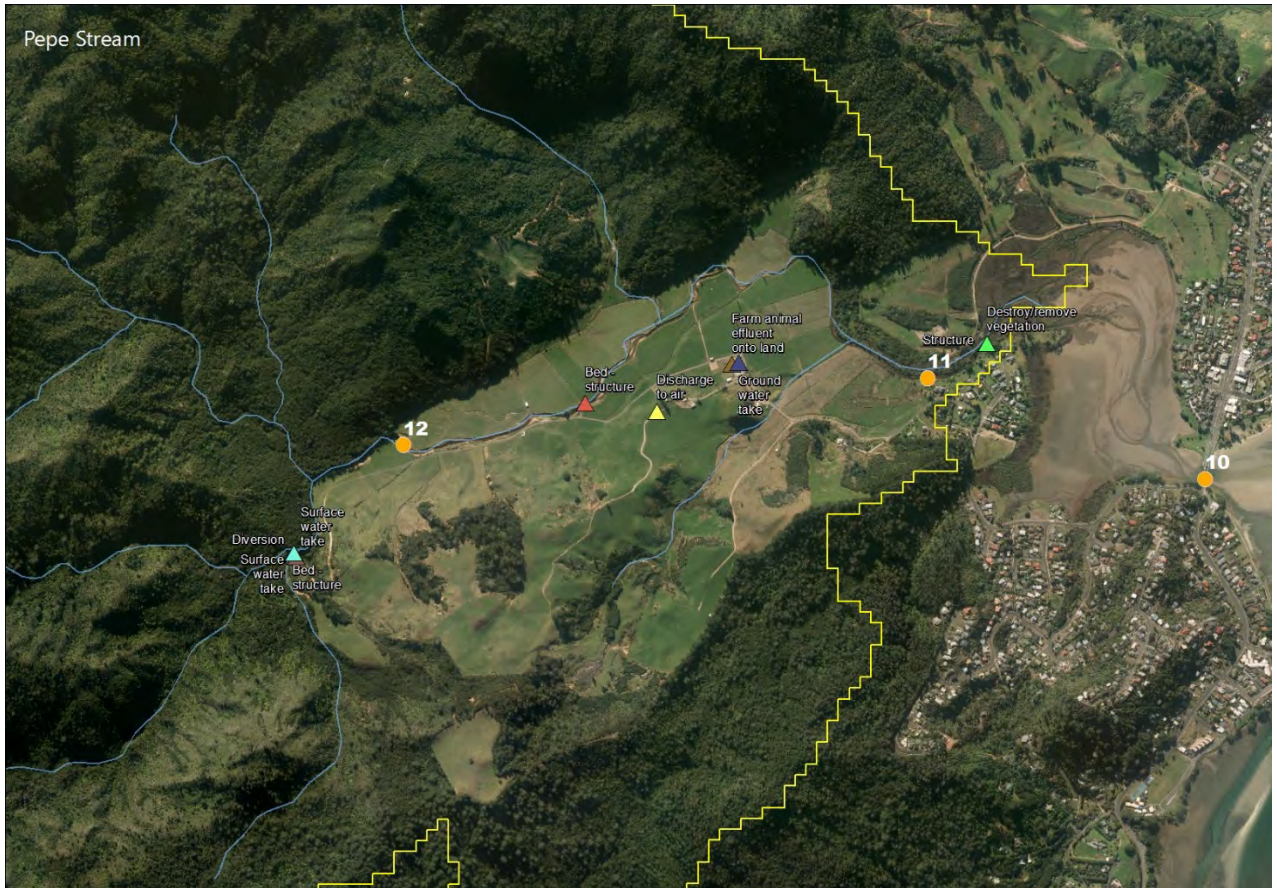 Pepe Stream
Destroy/remove
vegetation
Structure
Farm animal
effluent
onto land
11
Bed
structure
Discharge
to air
Ground
water
take
12
10
Surface
water
take
Diversion
Surface
water
take
Bed
structure